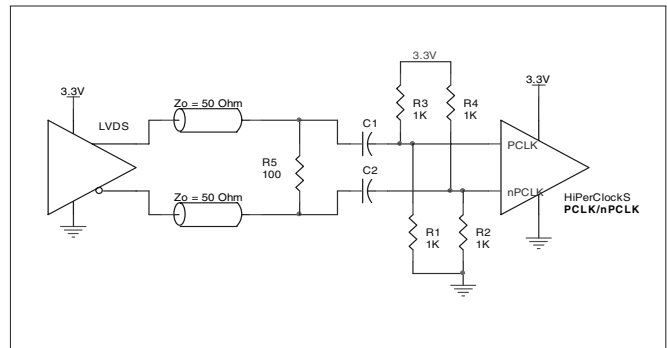 3.3V
3.3V
3.3V
LVDS
Zo = 50 Ohm
C1
R3
1K
R4
1K
PCLK
R5
100
C2
Zo = 50 Ohm
nPCLK
HiPerClockS
PCLK/nPCLK
R1
1K
R2
1K